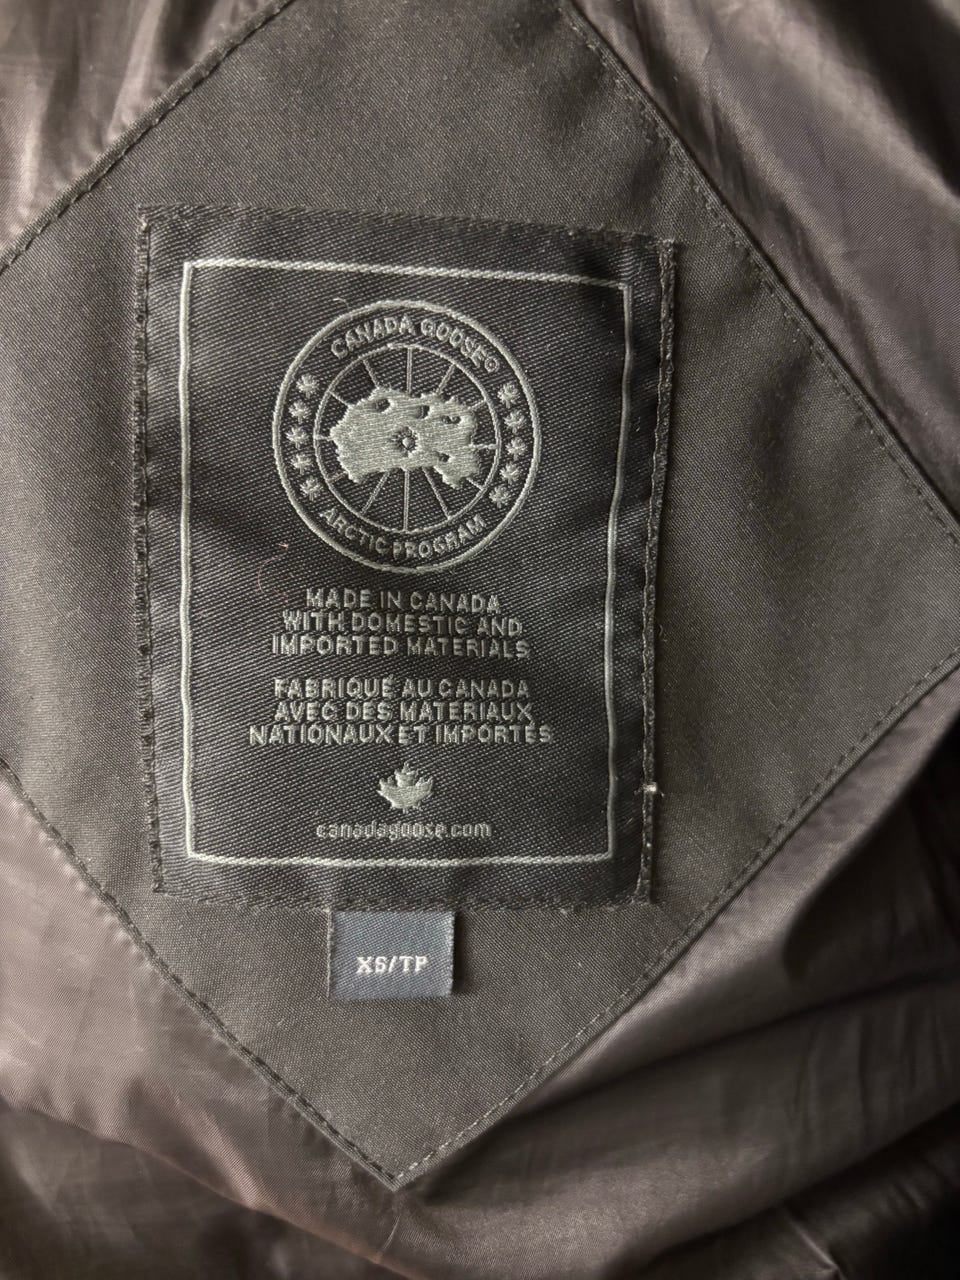 CANADA GOOSE®
ARCTIC PROGRAM
MADE IN CANADA
WITH DOMESTIC AND
IMPORTED MATERIALS
FABRIQUÉ AU CANADA
AVEC DES MATERIAUX
NATIONAUX ET IMPORTÉS
canadagoose.com
XS/TP